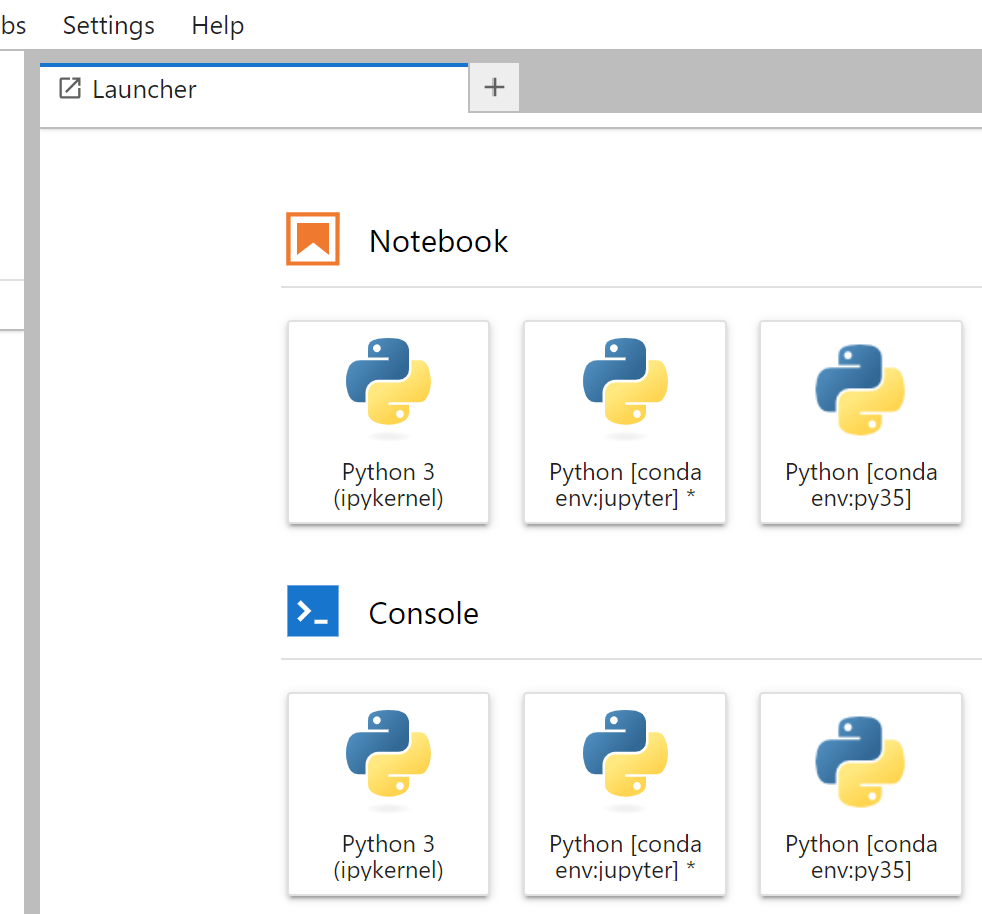 bs Settings Help
Launcher
Notebook
Python 3 Python [conda Python [conda
(ipykernel) env:jupyter] * env:py35]
Console
Python 3 Python [conda Python [conda
(ipykernel) env:jupyter] * env:py35]